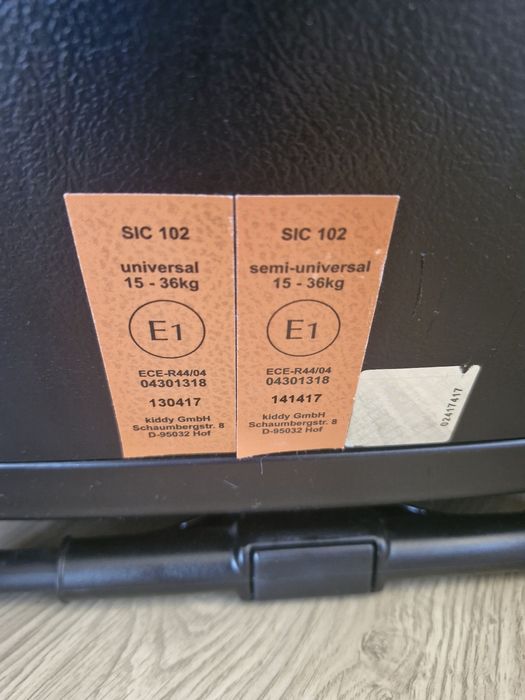 SIC 102
universal
15 - 36kg
E1
ECE-R44/04
04301318
130417
kiddy GmbH
Schaumbergstr. 8
D-95032 Hof
SIC 102
semi-universal
15 - 36kg
E1
ECE-R44/04
04301318
141417
kiddy GmbH
Schaumbergstr. 8
D-95032 Hof
02417417